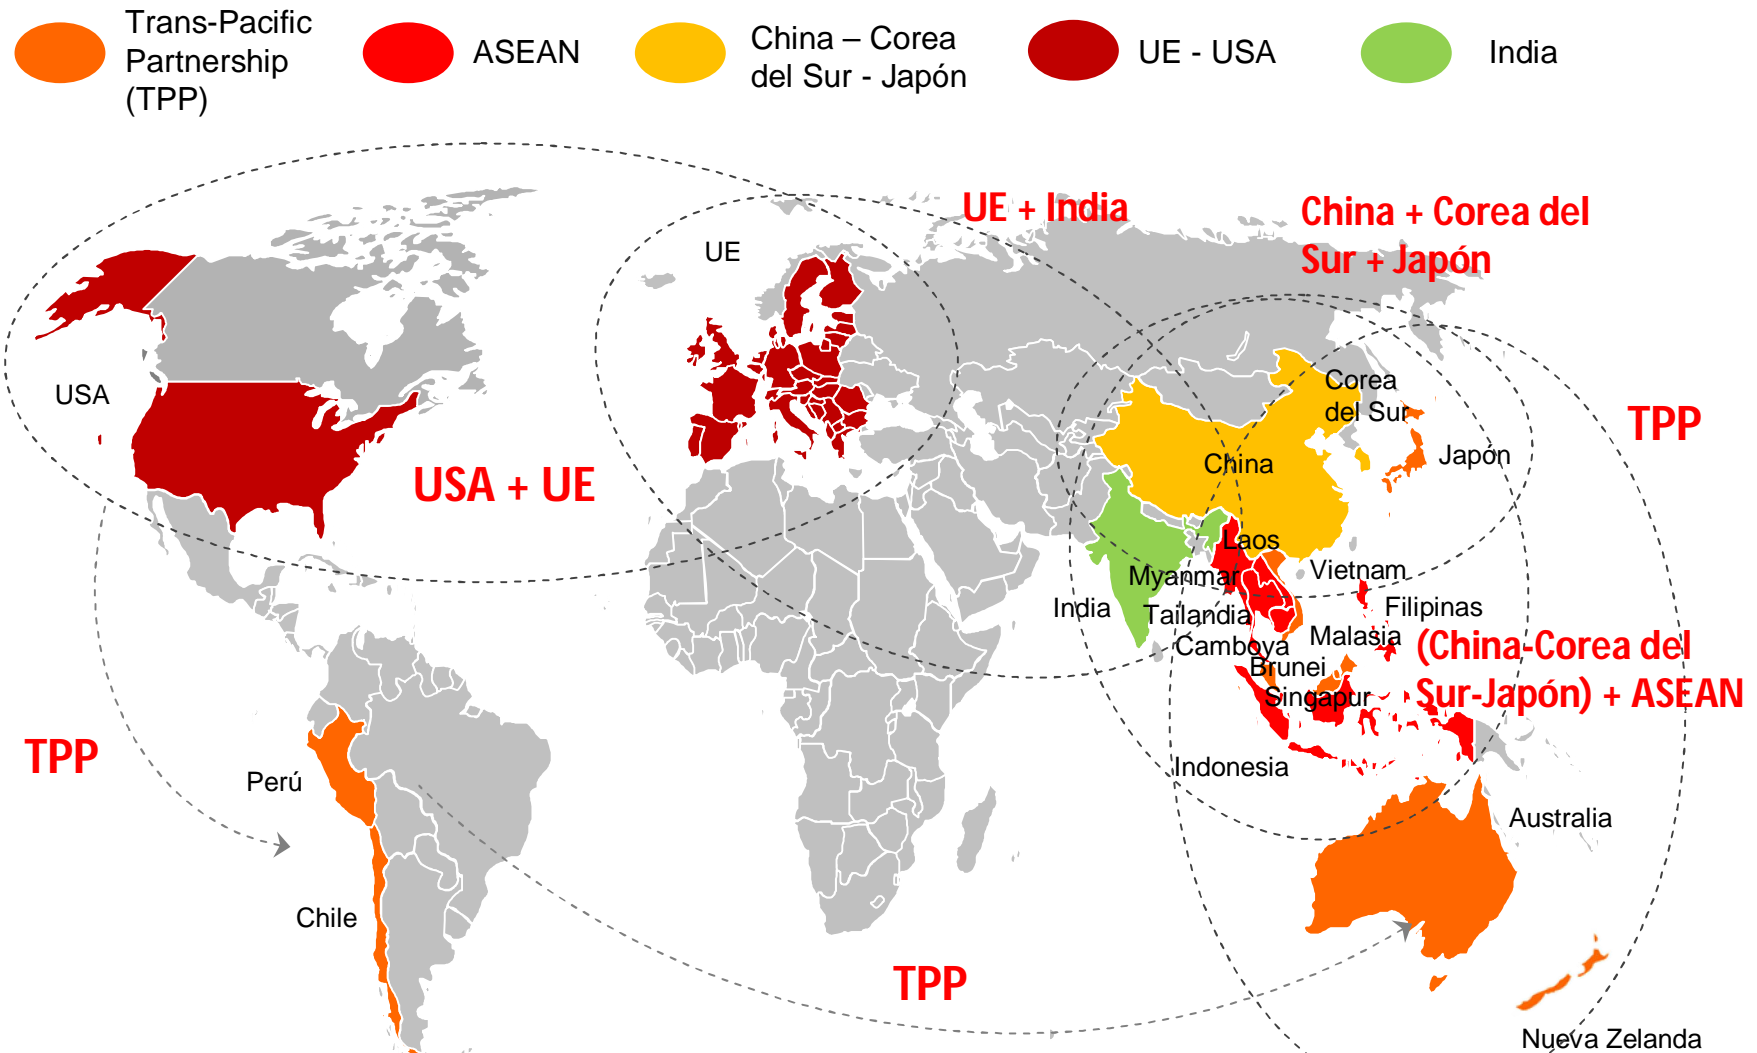 Trans-Pacific
Partnership
(TPP)
ASEAN
China – Corea
del Sur - Japón
UE - USA
India
UE + India
China + Corea del
Sur + Japón
UE
USA
Corea
del Sur
TPP
Japón
China
USA + UE
Laos
Vietnam
Myanmar
India
Filipinas
Tailandia
Malasia
Camboya
(China-Corea del
Sur-Japón) + ASEAN
Brunei
Singapur
TPP
Perú
Indonesia
Australia
Chile
TPP
Nueva Zelanda